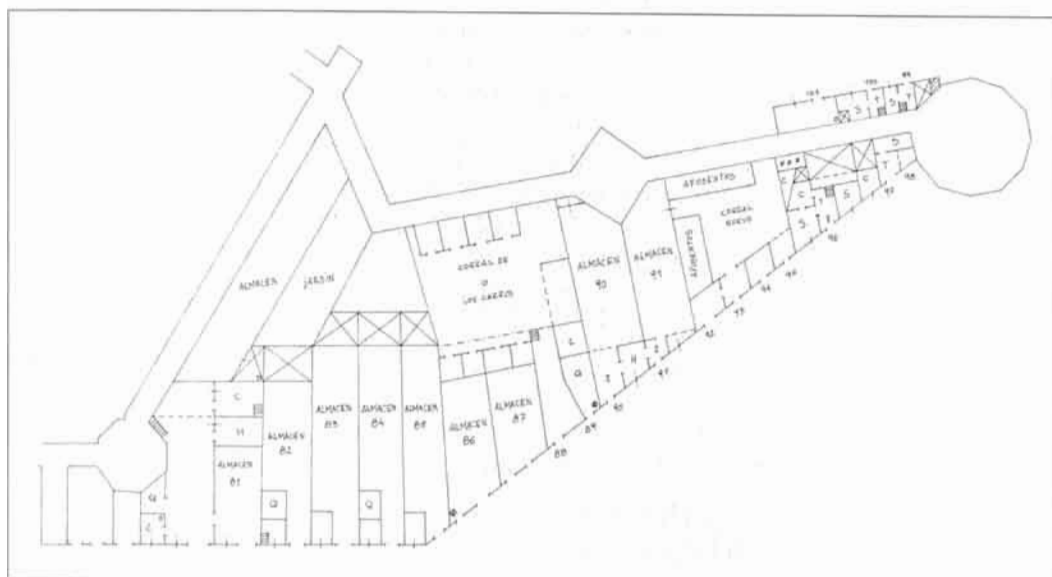 ALMACEN
JARDIN
CORRAL DE
LOS CARROS
ALMACEN
90
ALMACEN
91
APOSENTOS
APOSENTOS
CORRAL
NUEVO
S
T
S
T
S
T
C
C
C
S
S
98
97
96
94
93
92
91
90
89
88
L
Q
H
C
H
ALMACEN
81
ALMACEN
82
ALMACEN
83
ALMACEN
84
ALMACEN
85
ALMACEN
86
ALMACEN
87
Q
Q
Q